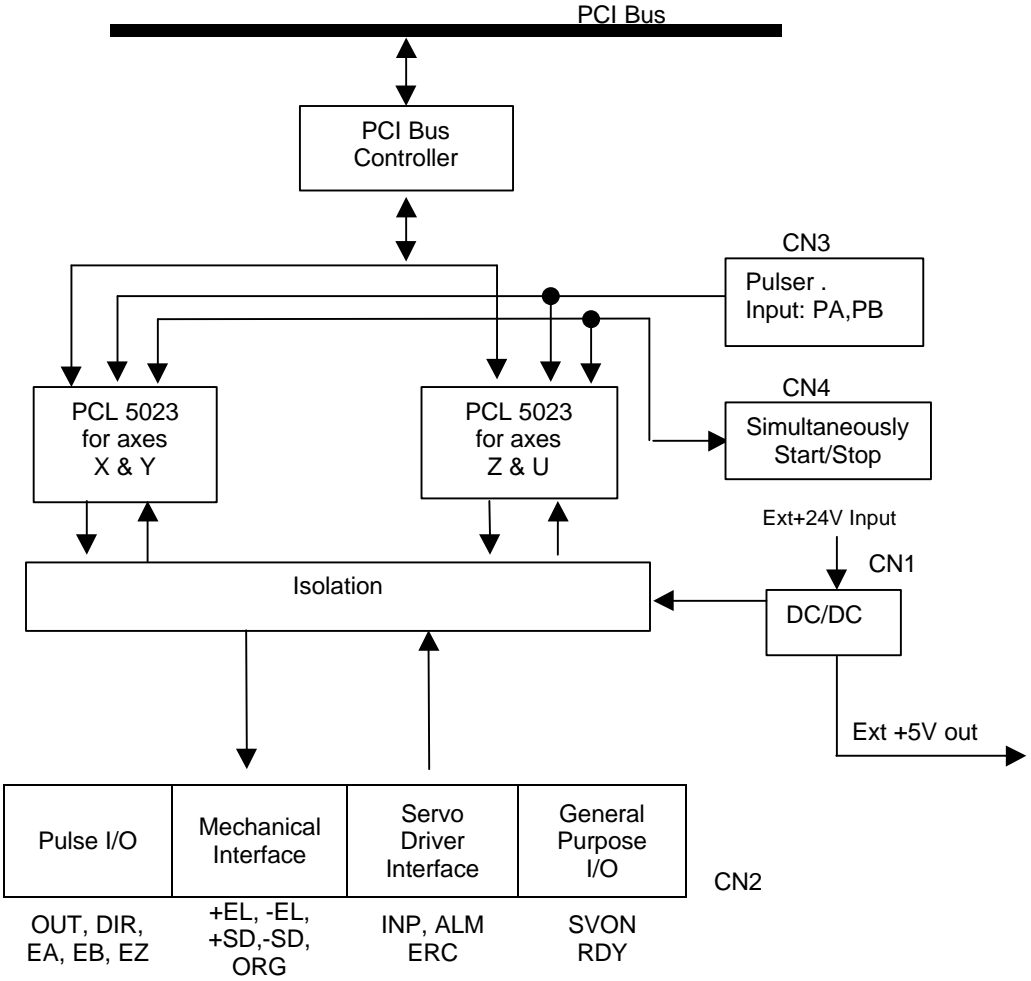 PCI Bus
PCI Bus
Controller
CN3
Pulser .
Input: PA,PB
PCL 5023
for axes
X & Y
PCL 5023
for axes
Z & U
CN4
Simultaneously
Start/Stop
Ext+24V Input
CN1
DC/DC
Isolation
Ext +5V out
Pulse I/O
Mechanical
Interface
Servo
Driver
Interface
General
Purpose
I/O
CN2
OUT, DIR,
EA, EB, EZ
+EL, -EL,
+SD,-SD,
ORG
INP, ALM
ERC
SVON
RDY